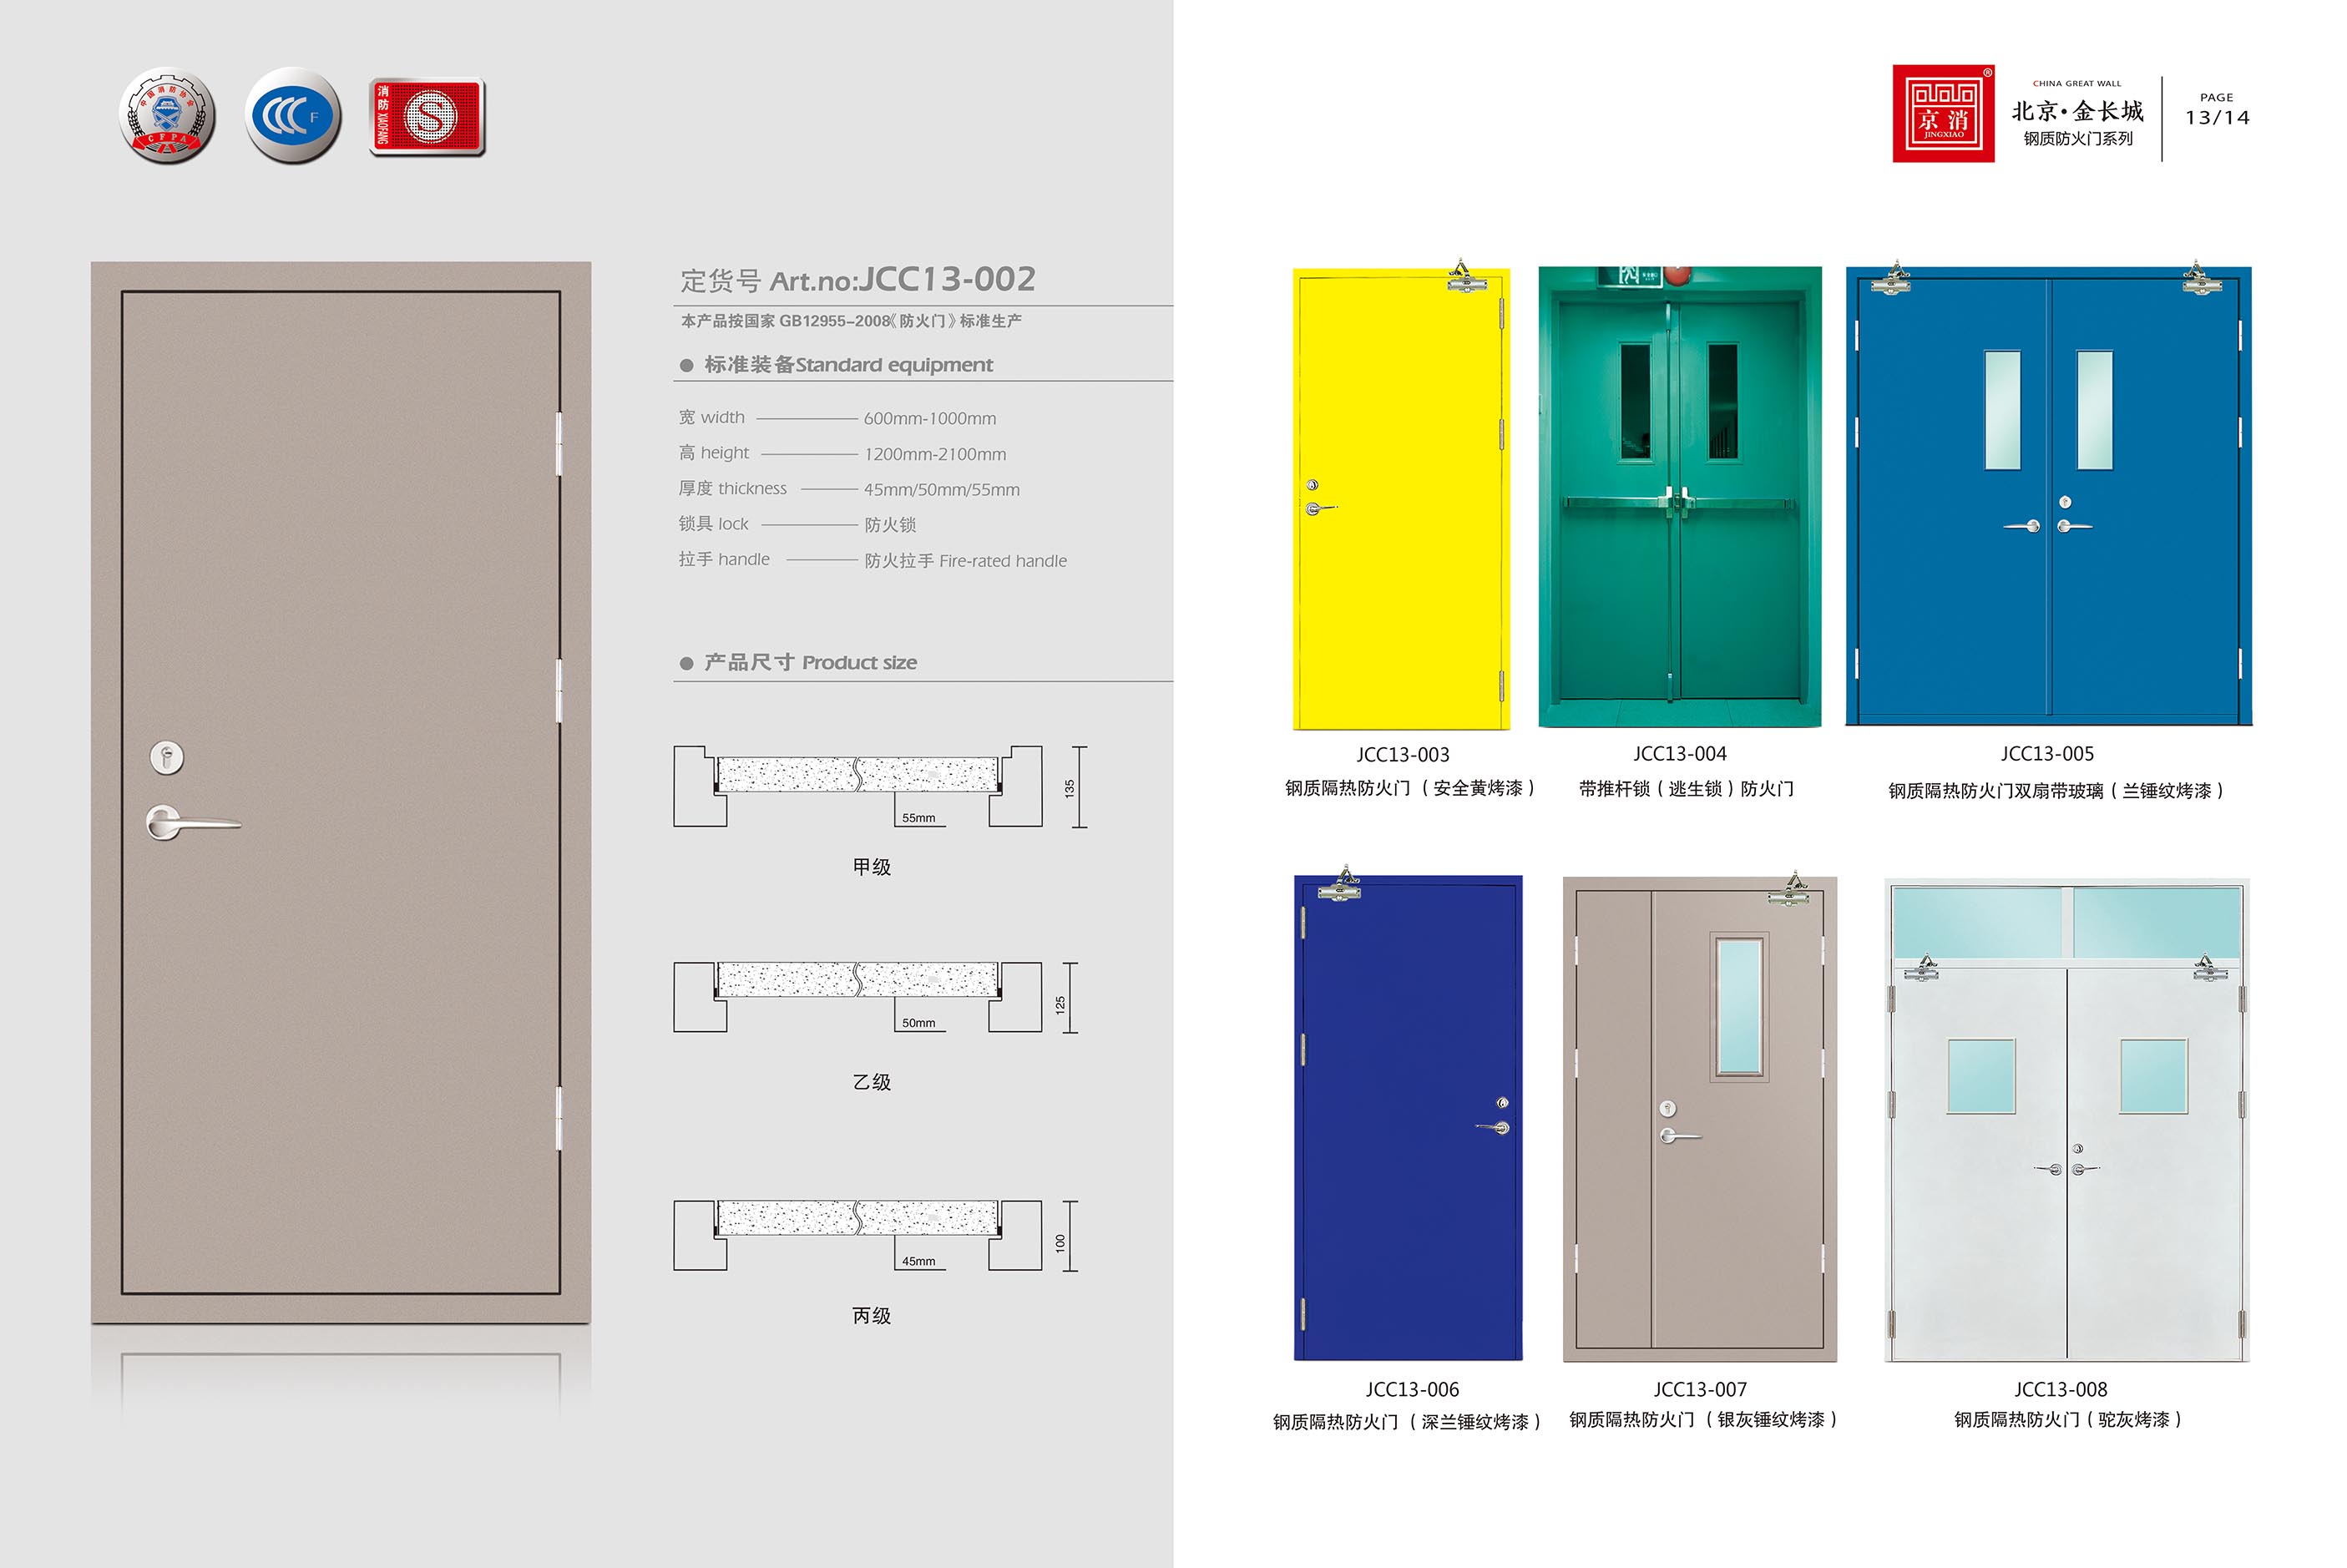 中国消防协会
CFPA
CCC F
消防 XIAOFANG
S
CHINA GREAT WALL
北京·金长城
钢质防火门系列
京消
JINGXIAO
®
PAGE
13/14
定货号 Art.no:JCC13-002
本产品按国家 GB12955-2008《防火门》标准生产
● 标准装备Standard equipment
宽 width 600mm-1000mm
高 height 1200mm-2100mm
厚度 thickness 45mm/50mm/55mm
锁具 lock 防火锁
拉手 handle 防火拉手 Fire-rated handle
● 产品尺寸 Product size
55mm
135
甲级
50mm
125
乙级
45mm
100
丙级
JCC13-003
钢质隔热防火门（安全黄烤漆）
JCC13-004
带推杆锁（逃生锁）防火门
JCC13-005
钢质隔热防火门双扇带玻璃（兰锤纹烤漆）
JCC13-006
钢质隔热防火门（深兰锤纹烤漆）
JCC13-007
钢质隔热防火门（银灰锤纹烤漆）
JCC13-008
钢质隔热防火门（驼灰烤漆）